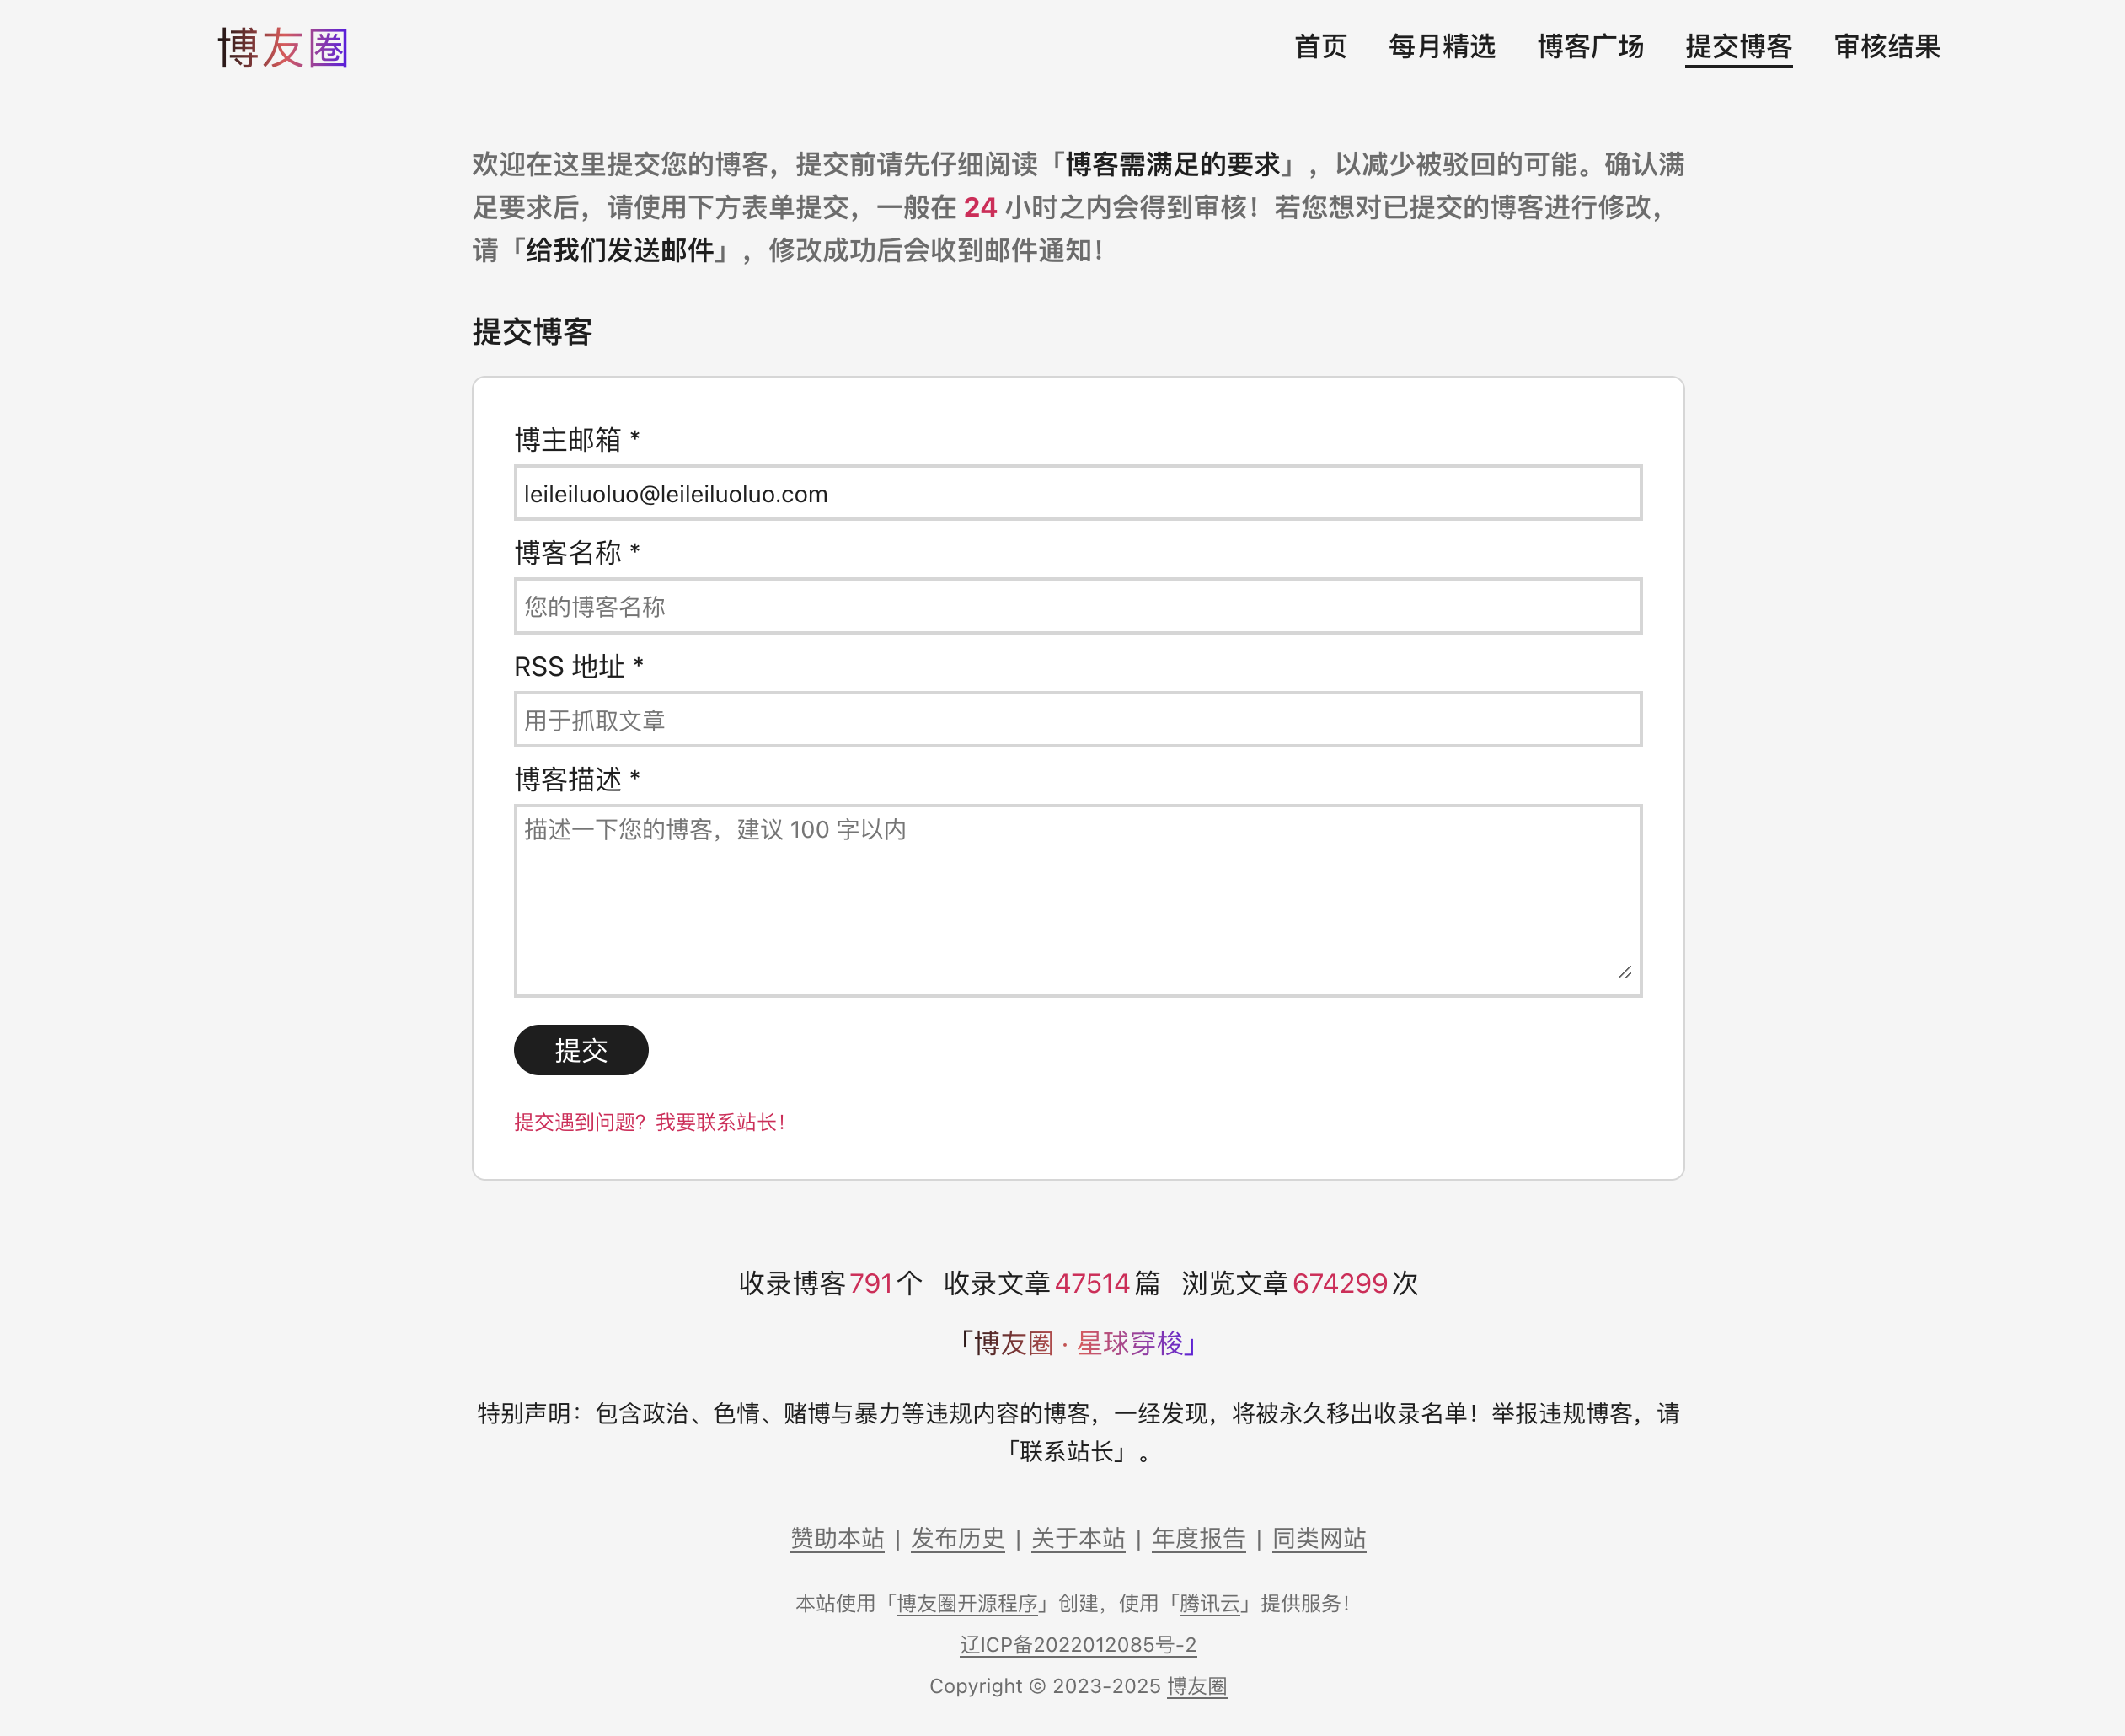 博友圈
首页 每月精选 博客广场 提交博客 审核结果
欢迎在这里提交您的博客，提交前请先仔细阅读「博客需满足的要求」，以减少被驳回的可能。确认满
足要求后，请使用下方表单提交，一般在 24 小时之内会得到审核！若您想对已提交的博客进行修改，
请「给我们发送邮件」，修改成功后会收到邮件通知！
提交博客
博主邮箱 *
leileiluoluo@leileiluoluo.com
博客名称 *
您的博客名称
RSS 地址 *
用于抓取文章
博客描述 *
描述一下您的博客，建议 100 字以内
提交
提交遇到问题？我要联系站长！
收录博客791个 收录文章47514篇 浏览文章674299次
「博友圈 · 星球穿梭」
特别声明：包含政治、色情、赌博与暴力等违规内容的博客，一经发现，将被永久移出收录名单！举报违规博客，请
「联系站长」。
赞助本站 | 发布历史 | 关于本站 | 年度报告 | 同类网站
本站使用「博友圈开源程序」创建，使用「腾讯云」提供服务！
辽ICP备2022012085号-2
Copyright © 2023-2025 博友圈